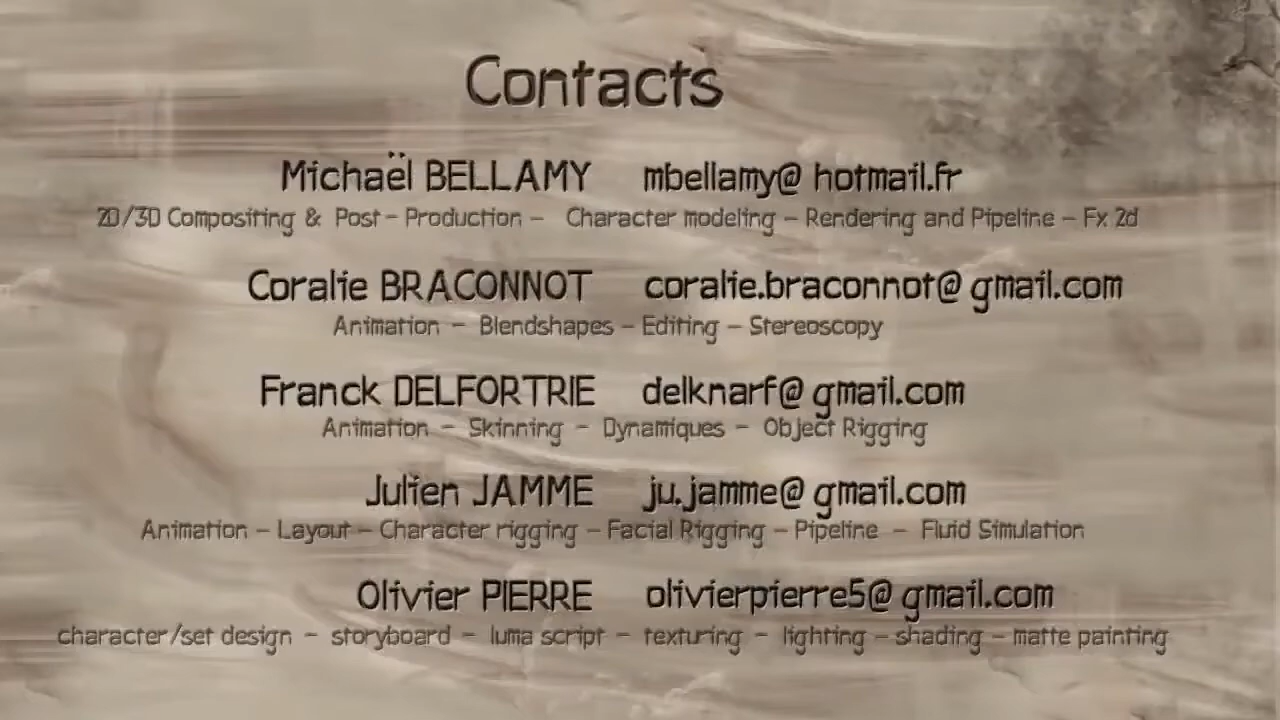 Contacts
Michaël BELLAMY mbellamy@ hotmail.fr
2D/3D Compositing & Post - Production - Character modeling - Rendering and Pipeline - Fx 2d
Coralie BRACONNOT coralie.braconnot@ gmail.com
Animation - Blendshapes - Editing - Stereoscopy
Franck DELFORTRIE delknarf@ gmail.com
Animation - Skinning - Dynamiques - Object Rigging
Julien JAMME ju.jamme@ gmail.com
Animation - Layout - Character rigging - Facial Rigging - Pipeline - Fluid Simulation
Olivier PIERRE olivierpierre5@ gmail.com
character/set design - storyboard - luma script - texturing - lighting - shading - matte painting